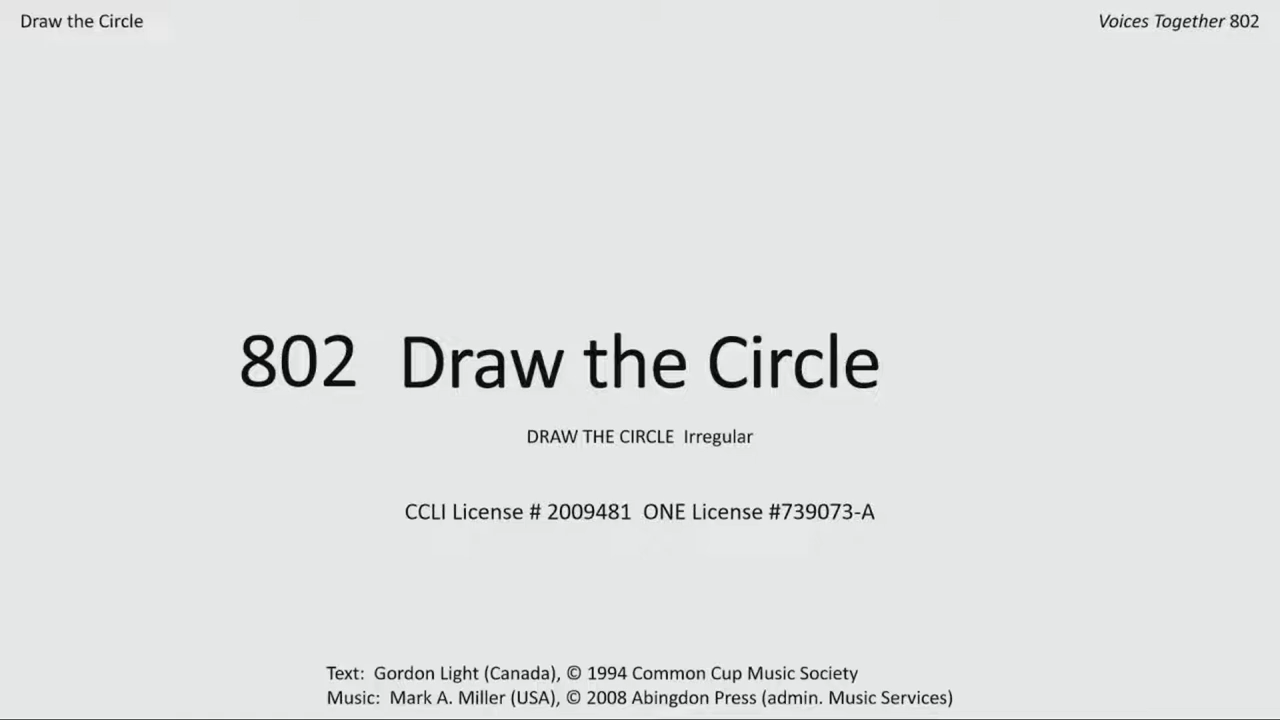 Draw the Circle
Voices Together 802
802 Draw the Circle
DRAW THE CIRCLE Irregular
CCLI License # 2009481 ONE License #739073-A
Text: Gordon Light (Canada), © 1994 Common Cup Music Society
Music: Mark A. Miller (USA), © 2008 Abingdon Press (admin. Music Services)